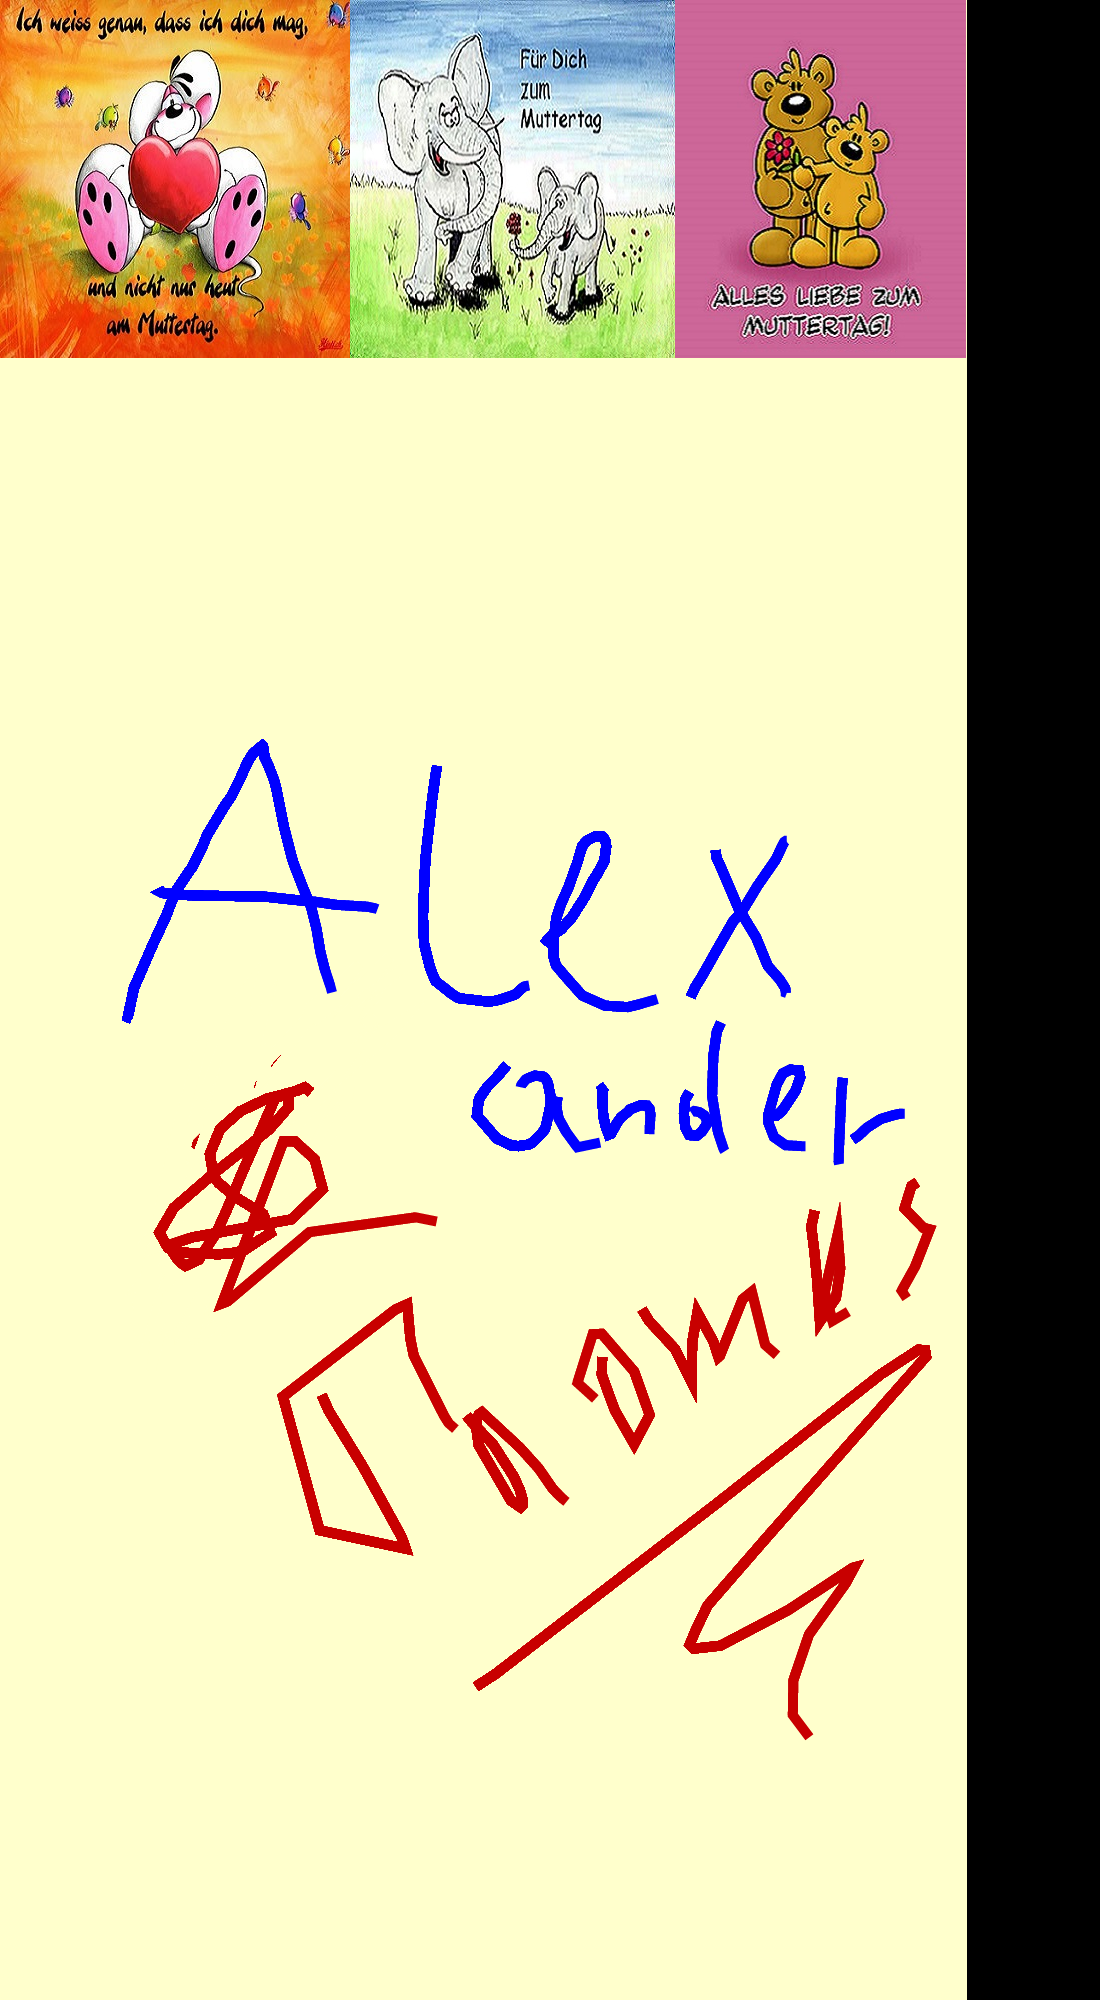 Ich weiss genau, dass ich dich mag,
und nicht nur heut
am Muttertag.
Für Dich
zum
Muttertag
ALLES LIEBE ZUM
MUTTERTAG!
Alex
ander